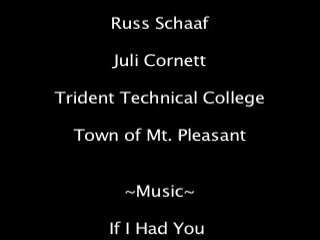 Russ Schaaf
Juli Cornett
Trident Technical College
Town of Mt. Pleasant
~Music~
If I Had You